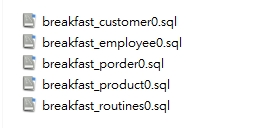 breakfast_customer0.sql
breakfast_employee0.sql
breakfast_porder0.sql
breakfast_product0.sql
breakfast_routines0.sql